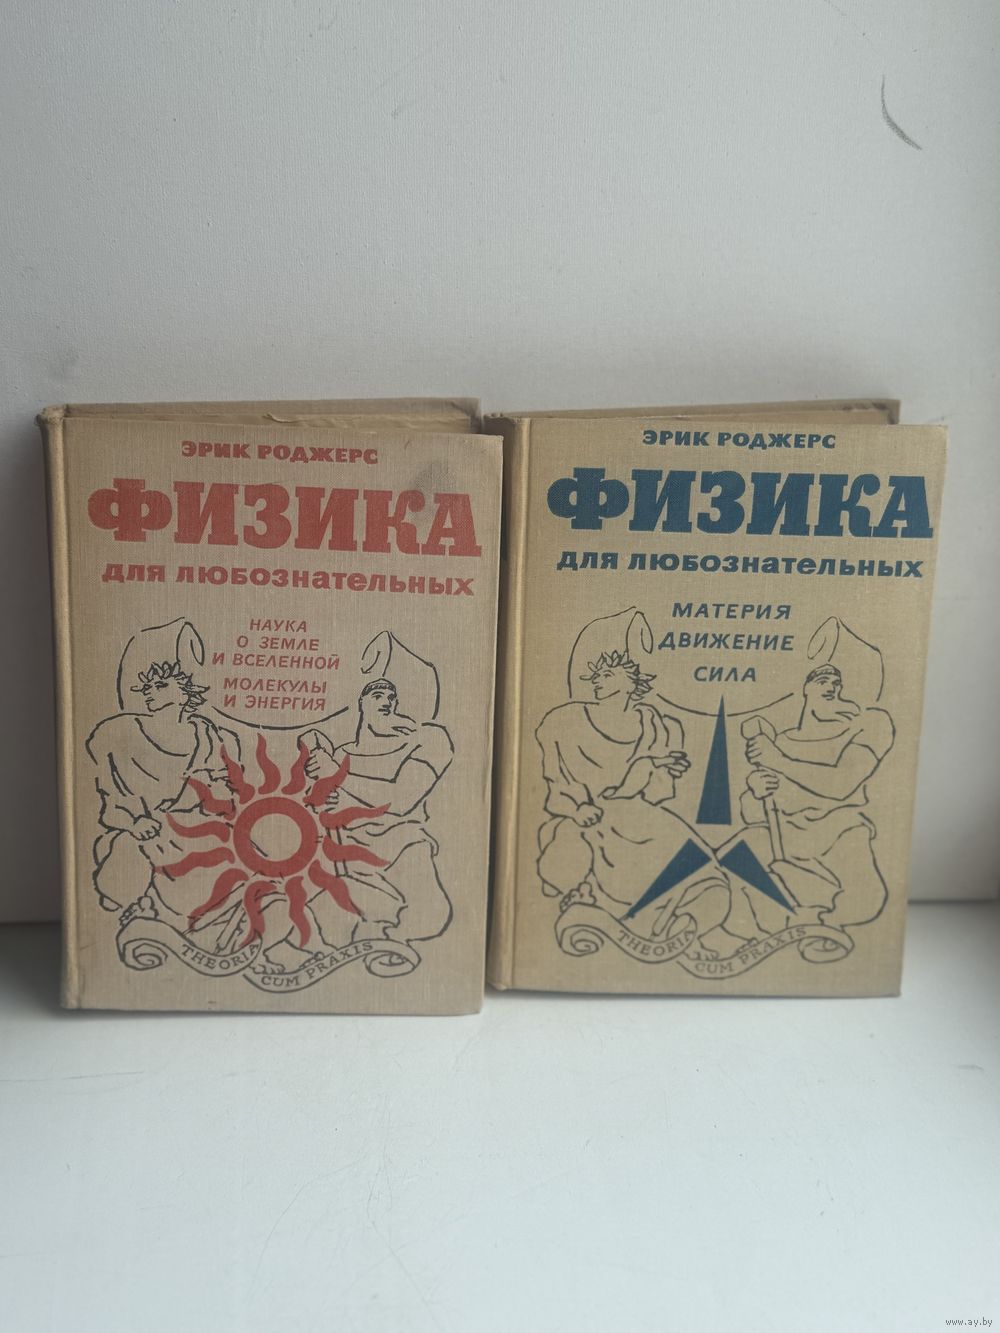 ЭРИК РОДЖЕРС
ФИЗИКА
ДЛЯ ЛЮБОЗНАТЕЛЬНЫХ
НАУКА
О ЗЕМЛЕ
И ВСЕЛЕННОЙ
МОЛЕКУЛЫ
И ЭНЕРГИЯ
THEORIA
CUM PRAXIS
ЭРИК РОДЖЕРС
ФИЗИКА
ДЛЯ ЛЮБОЗНАТЕЛЬНЫХ
МАТЕРИЯ
ДВИЖЕНИЕ
СИЛА
THEORIA
CUM PRAXIS
www.ay.by